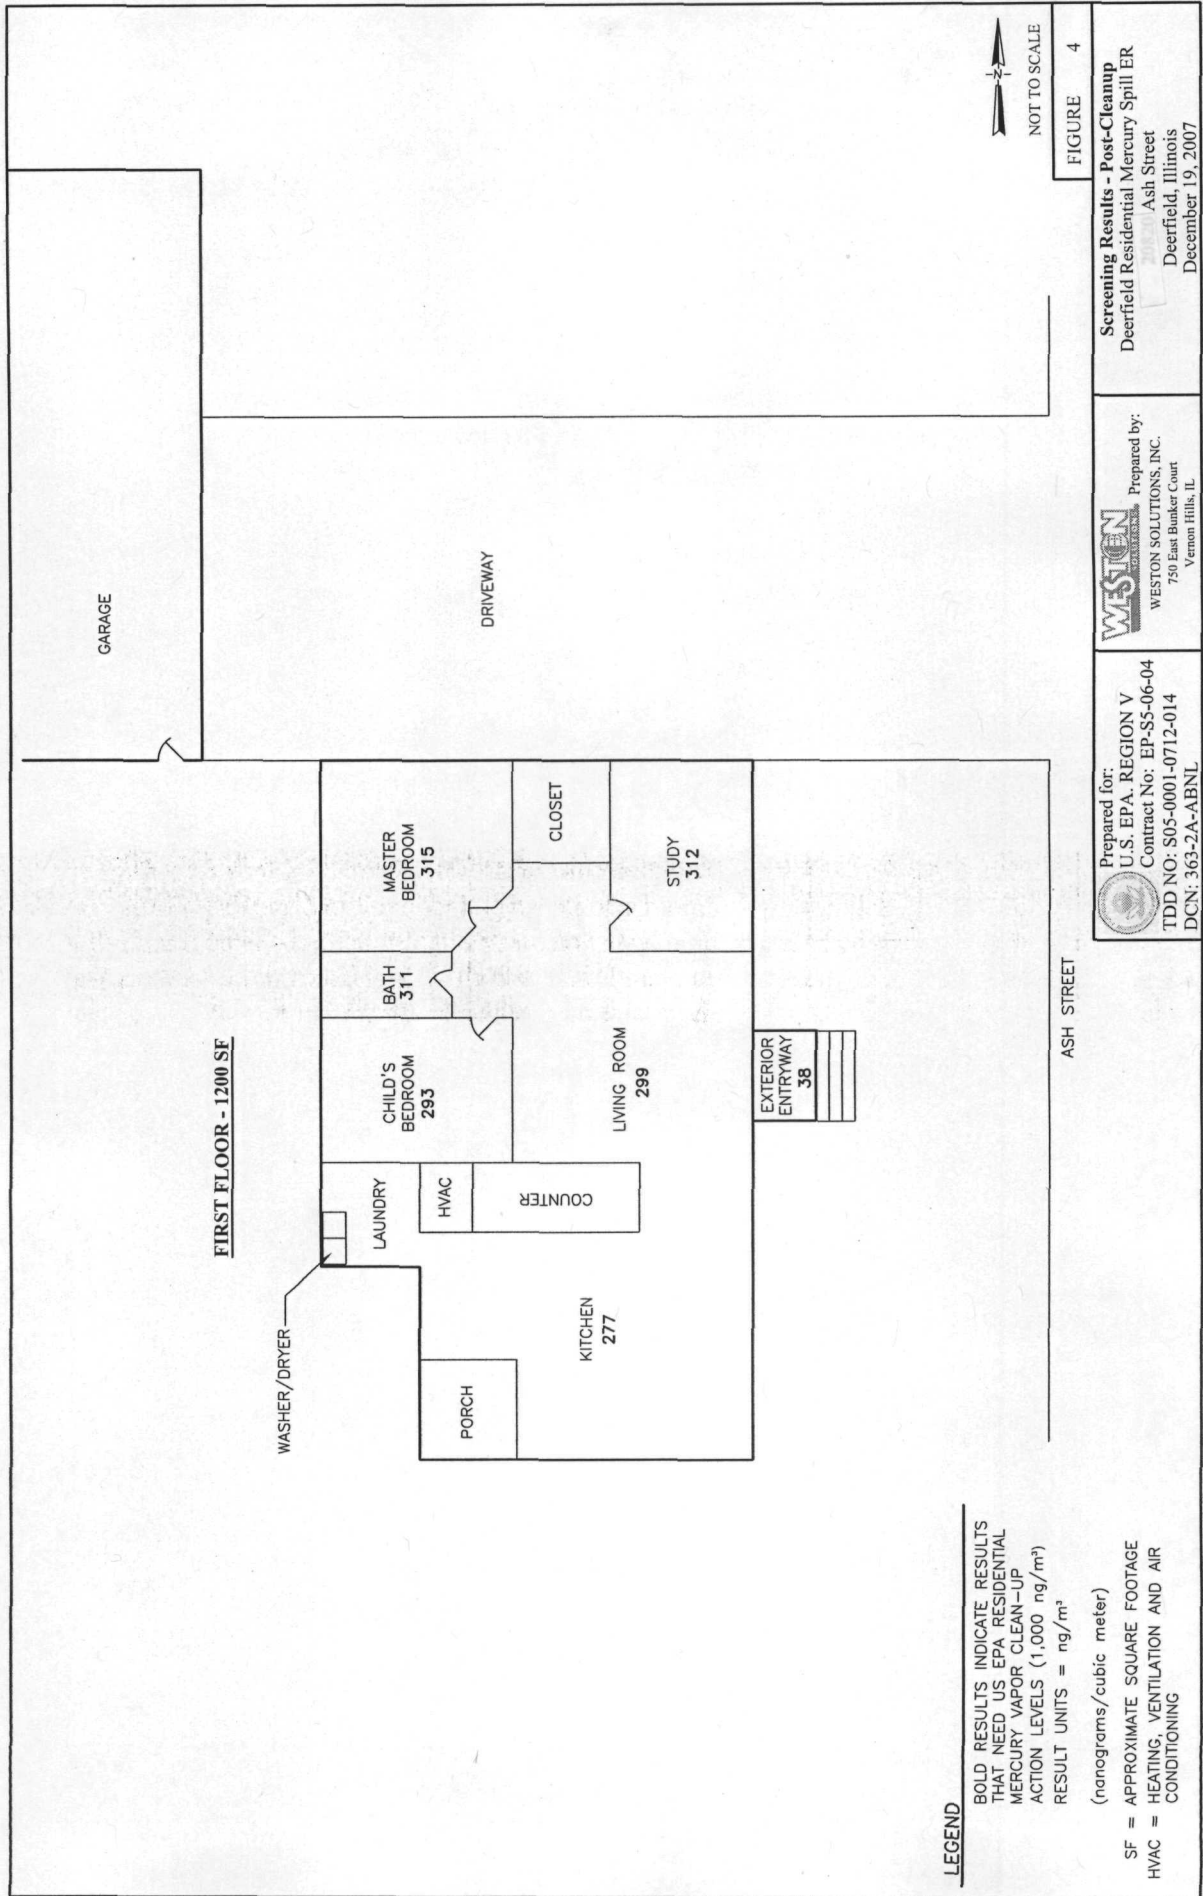 GARAGE
FIRST FLOOR - 1200 SF
WASHER/DRYER
MASTER
BEDROOM
315
BATH
311
CHILD'S
BEDROOM
293
LAUNDRY
HVAC
COUNTER
PORCH
KITCHEN
277
LIVING ROOM
299
CLOSET
STUDY
312
DRIVEWAY
EXTERIOR
ENTRYWAY
38
ASH STREET
LEGEND
BOLD RESULTS INDICATE RESULTS
THAT NEED US EPA RESIDENTIAL
MERCURY VAPOR CLEAN-UP
ACTION LEVELS (1,000 ng/m³)
RESULT UNITS = ng/m³
(nanograms/cubic meter)
SF = APPROXIMATE SQUARE FOOTAGE
HVAC = HEATING, VENTILATION AND AIR
CONDITIONING
N
NOT TO SCALE
Prepared for:
U.S. EPA. REGION V
Contract No: EP-S5-06-04
TDD NO: S05-0001-0712-014
DCN: 363-2A-ABNL
WESTON
SOLUTIONS
Prepared by:
WESTON SOLUTIONS, INC.
750 East Bunker Court
Vernon Hills, IL
FIGURE 4
Screening Results - Post-Cleanup
Deerfield Residential Mercury Spill ER
Ash Street
Deerfield, Illinois
December 19, 2007